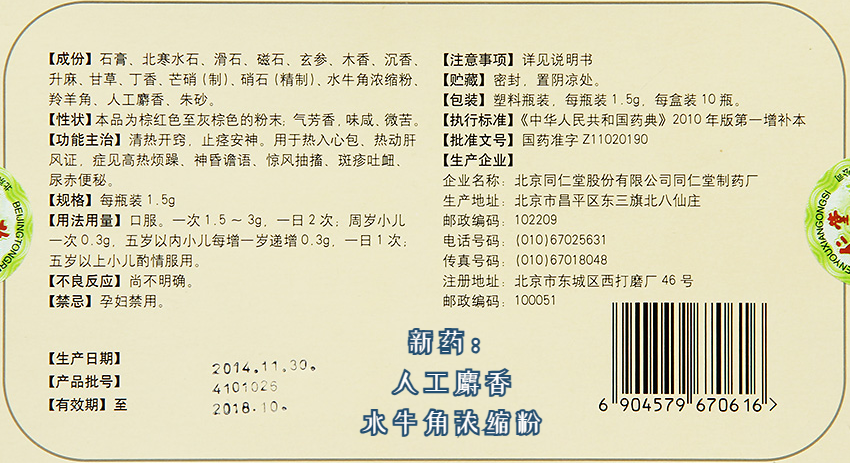 【成份】石膏、北寒水石、滑石、磁石、玄参、木香、沉香、
升麻、甘草、丁香、芒硝(制)、硝石(精制)、水牛角浓缩粉、
羚羊角、人工麝香、朱砂。
【性状】本品为棕红色至灰棕色的粉末；气芳香，味咸、微苦。
【功能主治】清热开窍，止痉安神。用于热入心包、热动肝
风证，症见高热烦躁、神昏谵语、惊风抽搐、斑疹吐衄、
尿赤便秘。
【规格】每瓶装1.5g
【用法用量】口服。一次1.5～3g，一日2次；周岁小儿
一次0.3g，五岁以内小儿每增一岁递增0.3g，一日1次；
五岁以上小儿酌情服用。
【不良反应】尚不明确。
【禁忌】孕妇禁用。
【生产日期】 2014.11.30。
【产品批号】 4101026
【有效期】至 2018.10。
【注意事项】详见说明书
【贮藏】密封，置阴凉处。
【包装】塑料瓶装，每瓶装1.5g，每盒装10瓶。
【执行标准】《中华人民共和国药典》2010年版第一增补本
【批准文号】国药准字Z11020190
【生产企业】
企业名称：北京同仁堂股份有限公司同仁堂制药厂
生产地址：北京市昌平区东三旗北八仙庄
邮政编码：102209
电话号码：(010)67025631
传真号码：(010)67018048
注册地址：北京市东城区西打磨厂46号
邮政编码：100051
新药：
人工麝香
水牛角浓缩粉
6 904579 670616 >